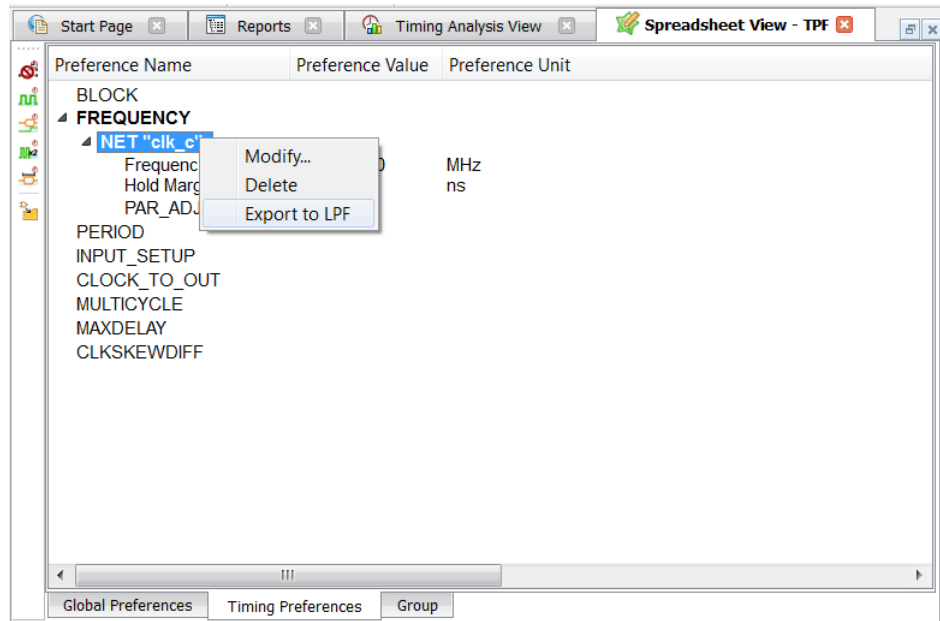 Start Page Reports Timing Analysis View Spreadsheet View - TPF
Preference Name Preference Value Preference Unit
BLOCK
FREQUENCY
NET "clk_c"
Modify...
MHz
Delete
ns
Export to LPF
PAR_ADJ
PERIOD
INPUT_SETUP
CLOCK_TO_OUT
MULTICYCLE
MAXDELAY
CLKSKEWDIFF
Global Preferences Timing Preferences Group